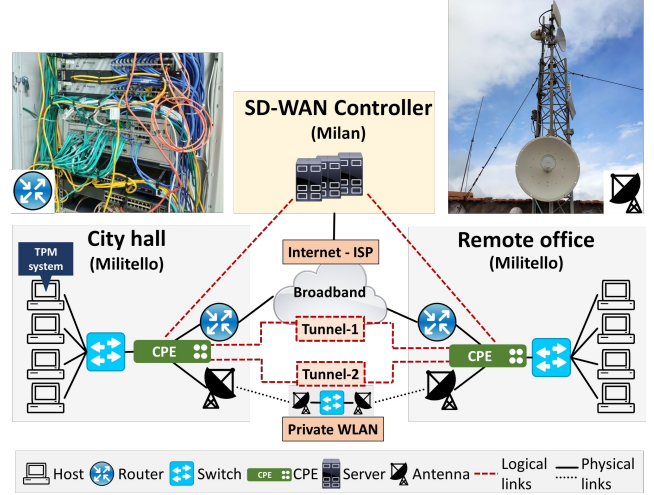 SD-WAN Controller
(Milan)
City hall
(Militello)
TPM
system
Internet - ISP
Remote office
(Militello)
Broadband
Tunnel-1
CPE
CPE
Tunnel-2
Private WLAN
Host
Router
Switch
CPE
CPE
Server
Antenna
Logical
links
Physical
links